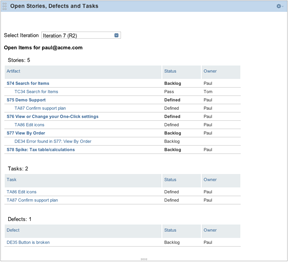 Open Stories, Defects and Tasks
Select Iteration Iteration 7 (R2)
Open Items for paul@acme.com
Stories: 5
Artifact Status Owner
S74 Search for Items Backlog Paul
TC34 Search for Items Pass Tom
S75 Demo Support Defined Paul
TA67 Confirm support plan Defined Paul
S76 View or Change your One-Click settings Defined Paul
TA86 Edit icons Defined Paul
S77 View By Order Backlog Paul
DE34 Error found in S77: View By Order Backlog Paul
S78 Spike: Tax table/calculations Backlog Paul
Tasks: 2
Task Status Owner
TA86 Edit icons Defined Paul
TA67 Confirm support plan Defined Paul
Defects: 1
Defect Status Owner
DE35 Button is broken Backlog Paul